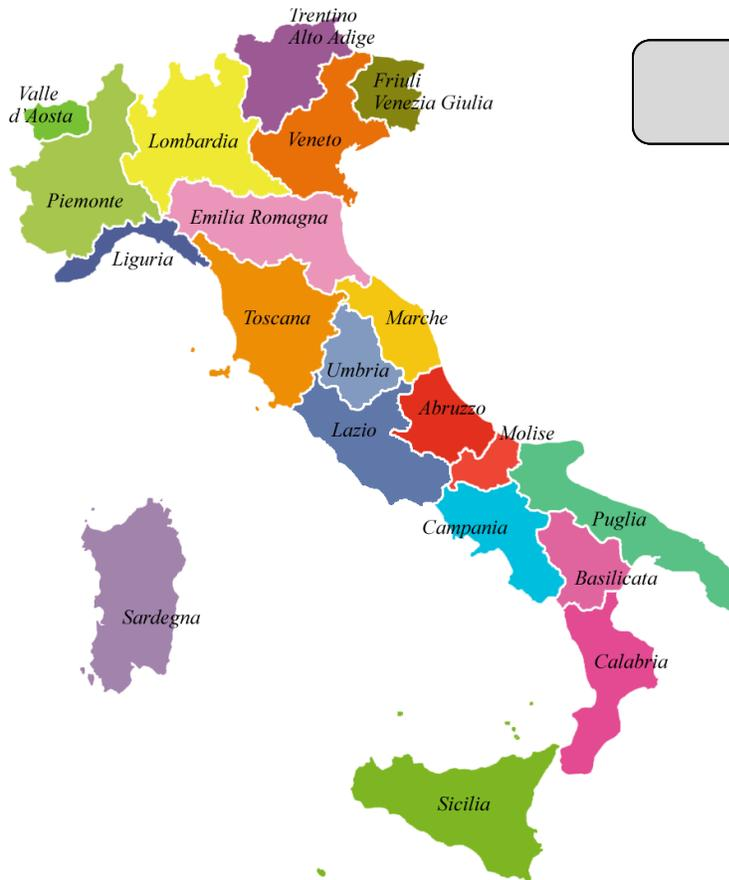 Trentino
Alto Adige
Friuli
Venezia Giulia
Valle
d'Aosta
Lombardia
Veneto
Piemonte
Emilia Romagna
Liguria
Toscana
Marche
Umbria
Abruzzo
Lazio
Molise
Puglia
Campania
Basilicata
Sardegna
Calabria
Sicilia